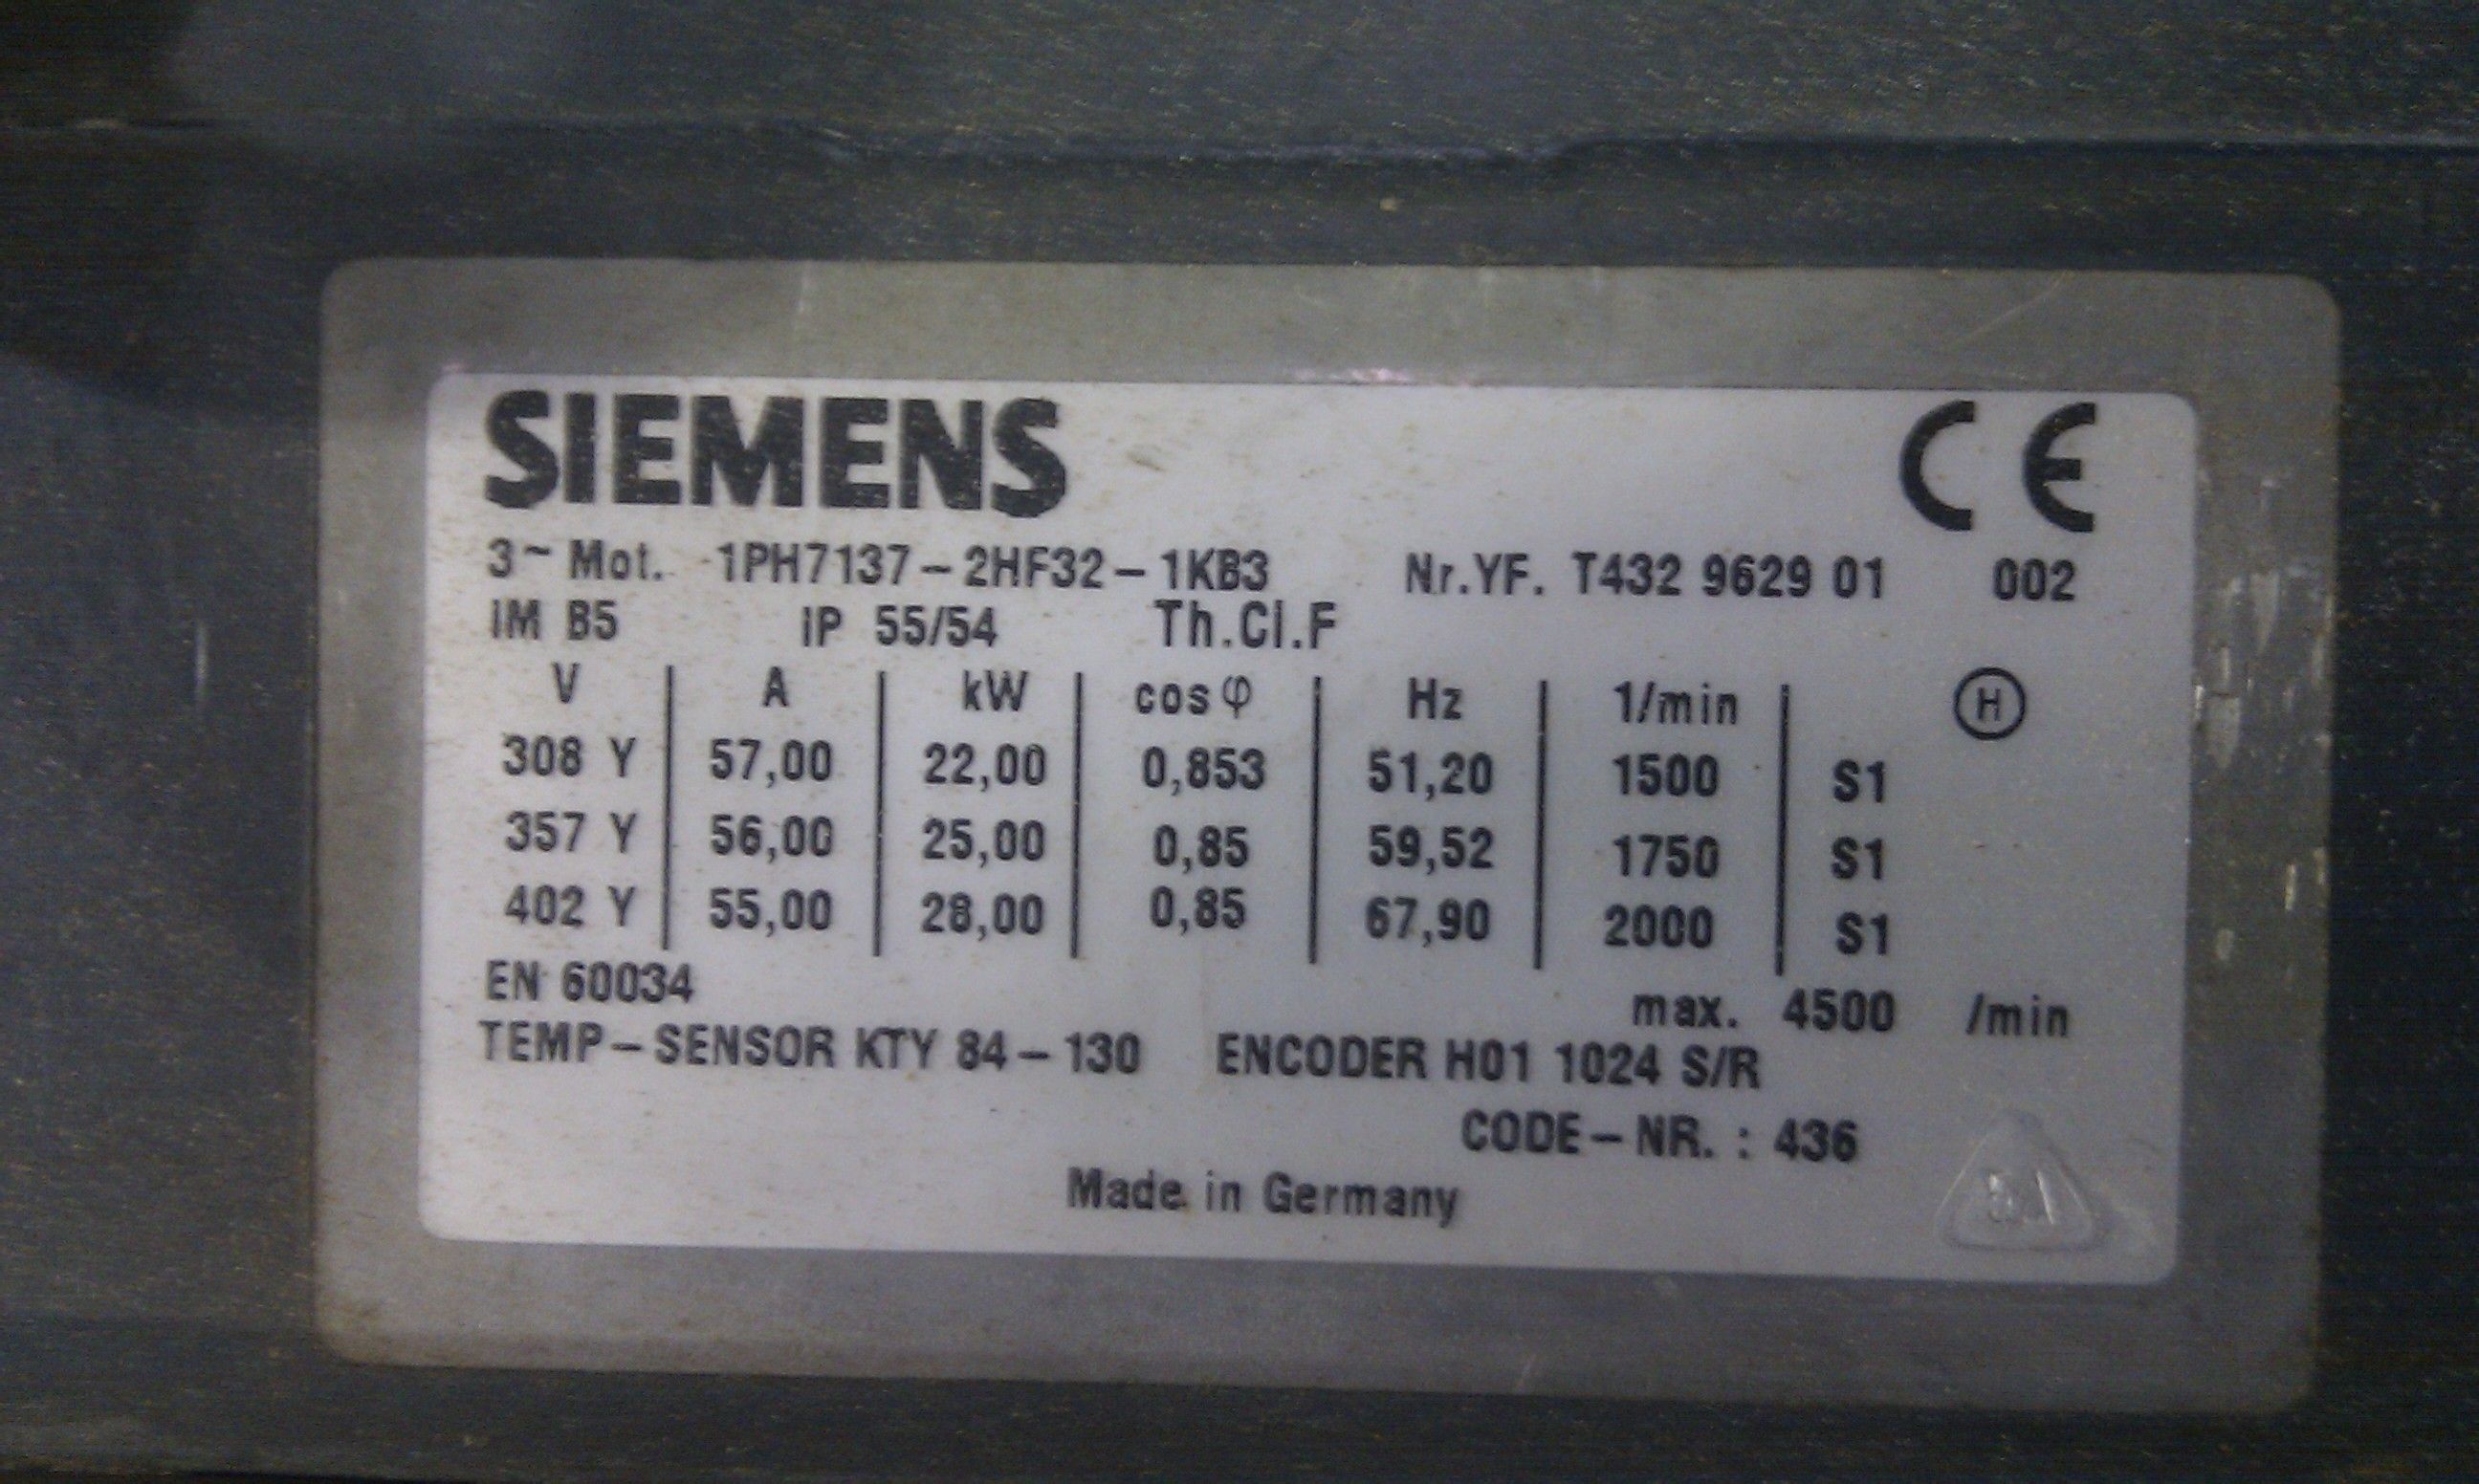 SIEMENS CE
3~ Mot. 1PH7137-2HF32-1KB3 Nr.YF. T432 9629 01 002
IM B5 IP 55/54 Th.Cl.F
V A kW cosφ Hz 1/min H
308 Y 57,00 22,00 0,853 51,20 1500 S1
357 Y 56,00 25,00 0,85 59,52 1750 S1
402 Y 55,00 28,00 0,85 67,90 2000 S1
EN 60034 max. 4500 /min
TEMP-SENSOR KTY 84-130 ENCODER H01 1024 S/R
CODE-NR. : 436
Made in Germany